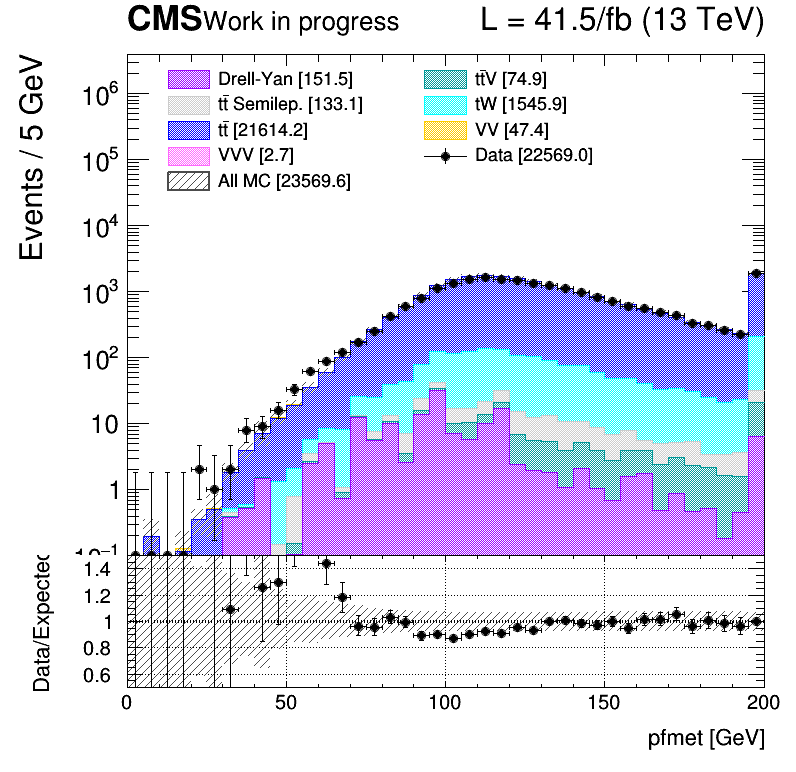 CMS Work in progress L = 41.5/fb (13 TeV)
Events / 5 GeV
Drell-Yan [151.5] tt̄V [74.9]
tt̄ Semilep. [133.1] tW [1545.9]
tt̄ [21614.2] VV [47.4]
VVV [2.7] Data [22569.0]
All MC [23569.6]
10⁶
10⁵
10⁴
10³
10²
10
1
10⁻¹
Data/Expected
1.4
1.2
1
0.8
0.6
0 50 100 150 200
pfmet [GeV]